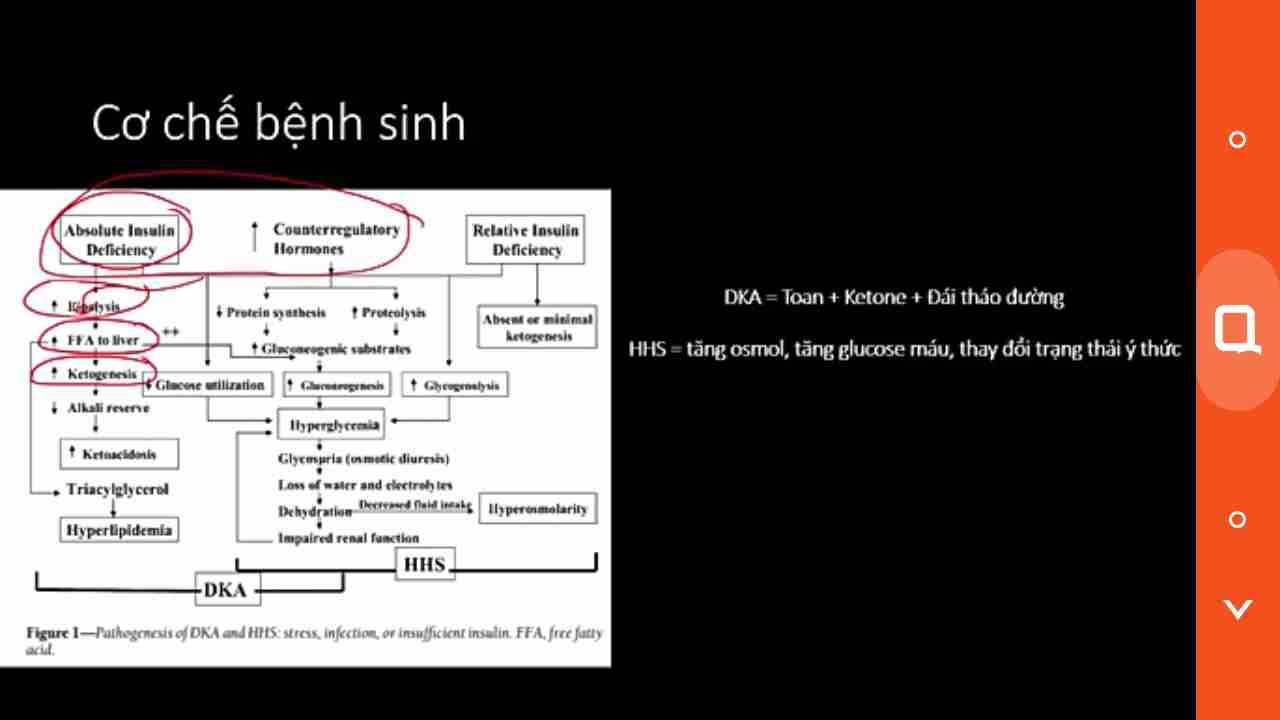 Cơ chế bệnh sinh
Absolute Insulin
Deficiency
↑ Counterregulatory
Hormones
Relative Insulin
Deficiency
↑ Lipolysis
↑ FFA to liver
++
↑ Ketogenesis
↓ Alkali reserve
↑ Ketoacidosis
Triacylglycerol
Hyperlipidemia
↓ Protein synthesis
↑ Proteolysis
↑ Gluconeogenic substrates
↓ Glucose utilization
↑ Gluconeogenesis
↑ Glycogenolysis
Absent or minimal
ketogenesis
Hyperglycemia
Glycosuria (osmotic diuresis)
Loss of water and electrolytes
Dehydration
Decreased fluid intake
Hyperosmolarity
Impaired renal function
HHS
DKA
Figure 1—Pathogenesis of DKA and HHS: stress, infection, or insufficient insulin. FFA, free fatty
acid.
DKA = Toan + Ketone + Đái tháo đường
HHS = tăng osmol, tăng glucose máu, thay đổi trạng thái ý thức